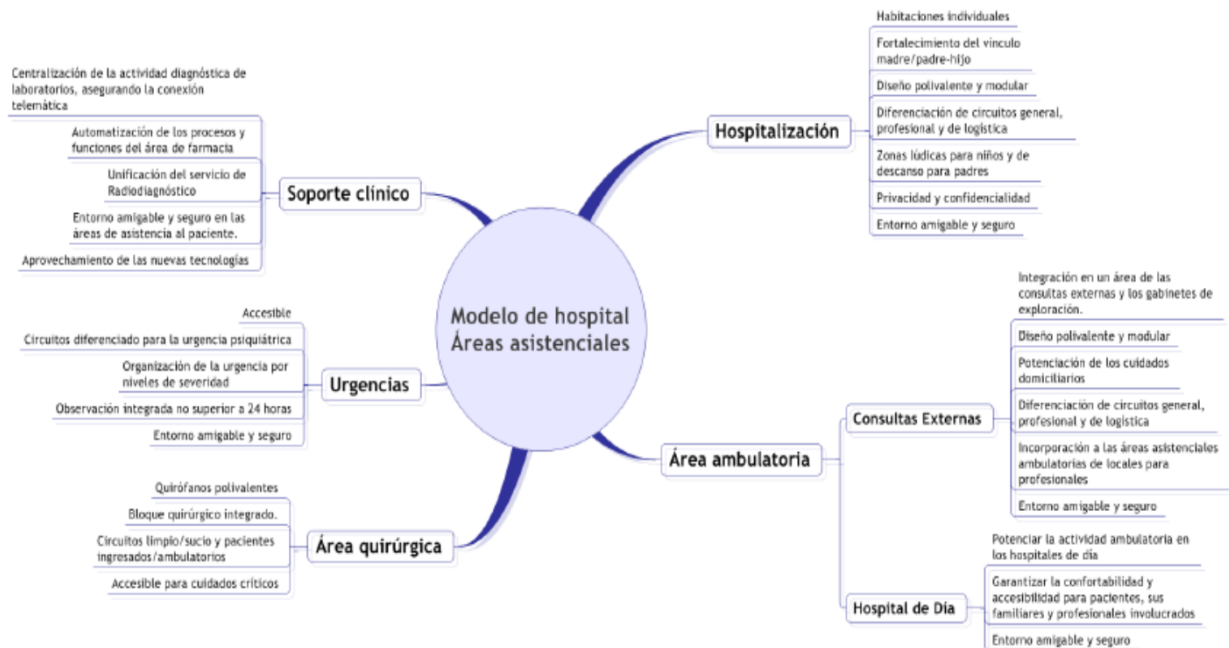 Modelo de hospital
Áreas asistenciales
Soporte clínico
Centralización de la actividad diagnóstica de
laboratorios, asegurando la conexión
telemática
Automatización de los procesos y
funciones del área de farmacia
Unificación del servicio de
Radiodiagnóstico
Entorno amigable y seguro en las
áreas de asistencia al paciente.
Aprovechamiento de las nuevas tecnologías
Urgencias
Accesible
Circuitos diferenciado para la urgencia psiquiátrica
Organización de la urgencia por
niveles de severidad
Observación integrada no superior a 24 horas
Entorno amigable y seguro
Área quirúrgica
Quirófanos polivalentes
Bloque quirúrgico integrado.
Circuitos limpio/sucio y pacientes
ingresados/ambulatorios
Accesible para cuidados críticos
Hospitalización
Habitaciones individuales
Fortalecimiento del vínculo
madre/padre-hijo
Diseño polivalente y modular
Diferenciación de circuitos general,
profesional y de logística
Zonas lúdicas para niños y de
descanso para padres
Privacidad y confidencialidad
Entorno amigable y seguro
Área ambulatoria
Consultas Externas
Integración en un área de las
consultas externas y los gabinetes de
exploración.
Diseño polivalente y modular
Potenciación de los cuidados
domiciliarios
Diferenciación de circuitos general,
profesional y de logística
Incorporación a las áreas asistenciales
ambulatorias de locales para
profesionales
Entorno amigable y seguro
Hospital de Día
Potenciar la actividad ambulatoria en
los hospitales de día
Garantizar la confortabilidad y
accesibilidad para pacientes, sus
familiares y profesionales involucrados
Entorno amigable y seguro